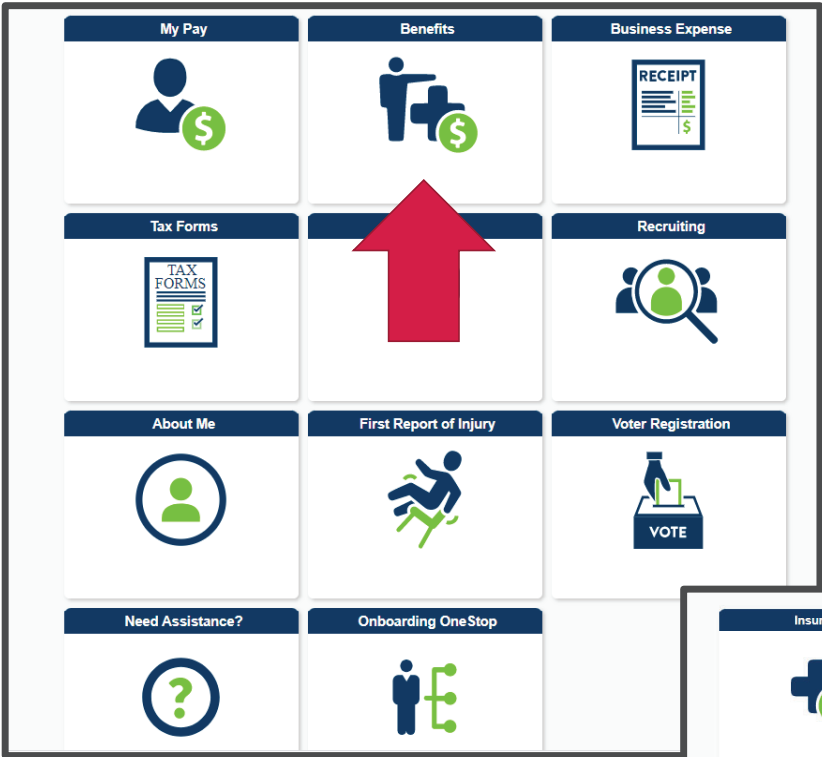 My Pay
Benefits
Business Expense
RECEIPT
$
$
$
Tax Forms
Recruiting
TAX
FORMS
About Me
First Report of Injury
Voter Registration
VOTE
Need Assistance?
Onboarding OneStop
?